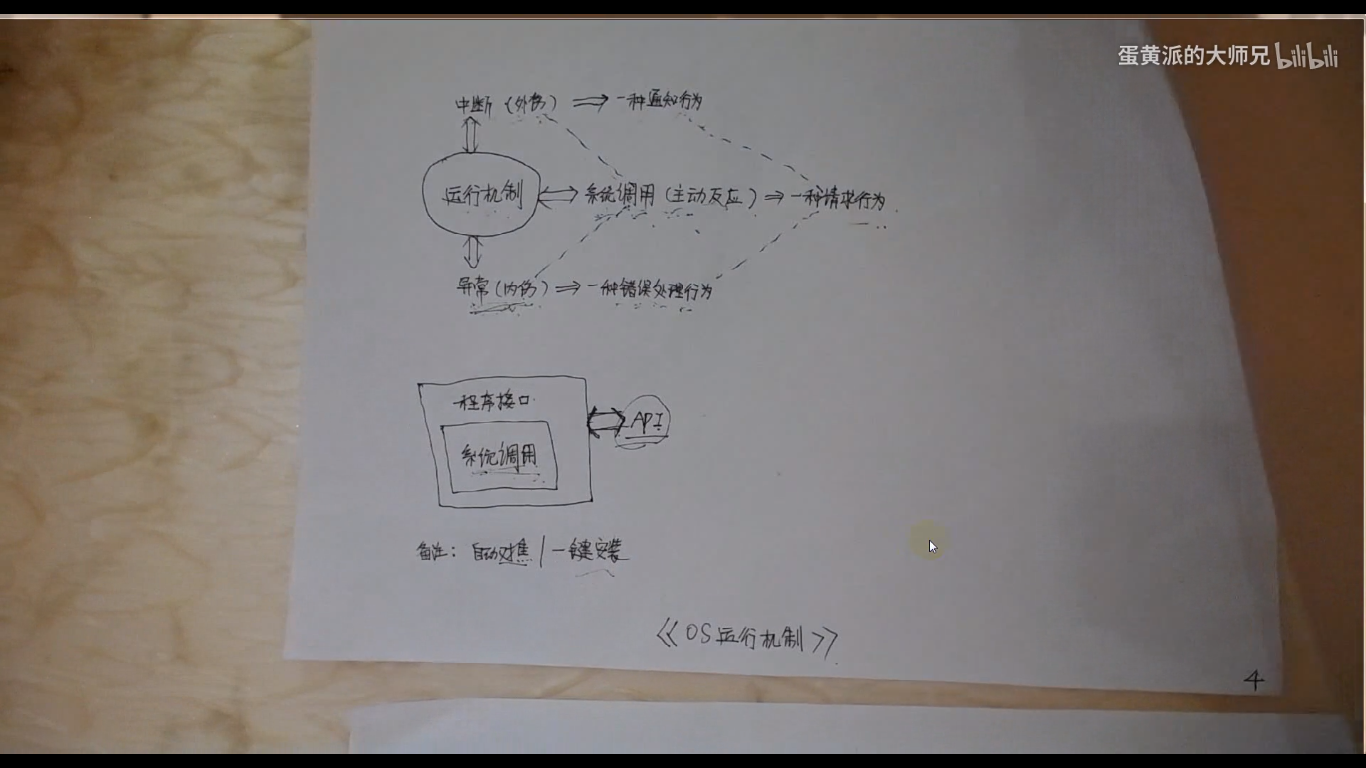 蛋黄派的大师兄 bilibili
中断（外伤）⇒ 一种通知行为
运行机制 ⇔ 系统调用（主动反应）⇒ 一种请求行为
异常（内伤）⇒ 一种错误处理行为
程序接口
系统调用 ⇔ API
备注：自动对焦 / 一键安装
《OS运行机制》
4